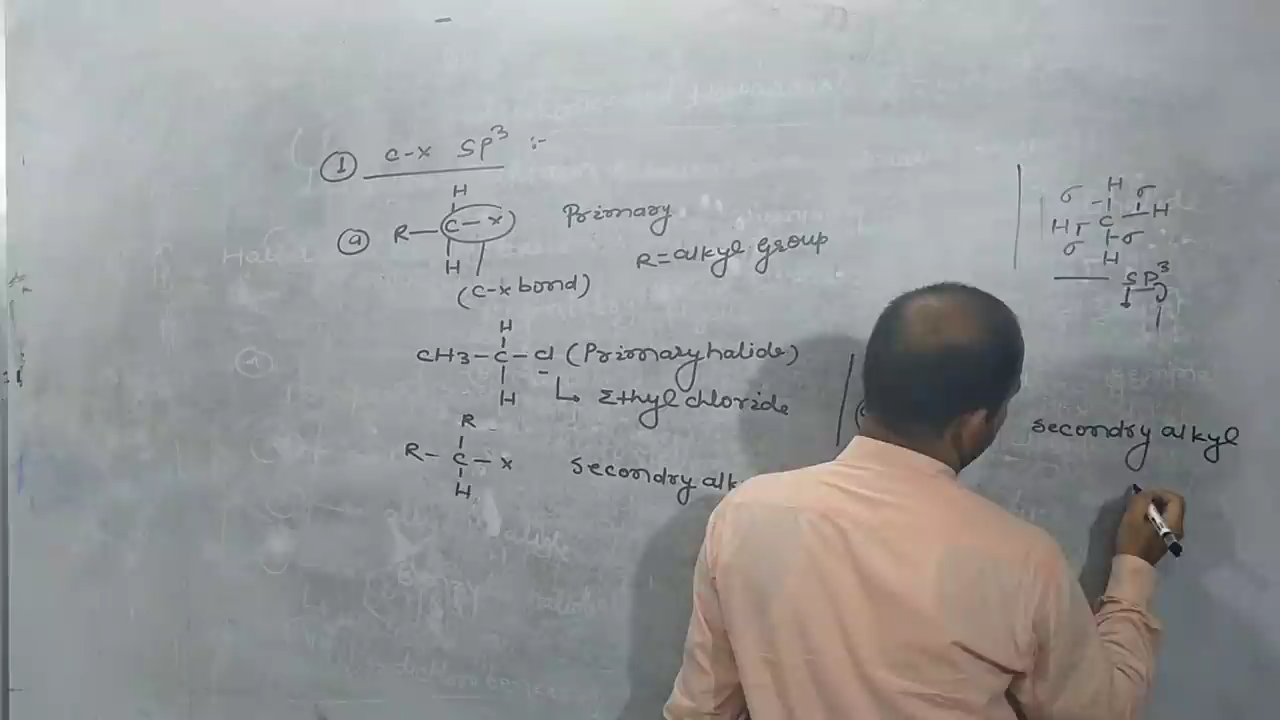 ① C-X SP³ :-
H
ⓐ R-C-X Primary
H
R = alkyl group
(C-X bond)
H
CH3-C-Cl (Primary halide)
H
↳ Ethyl chloride
R
R-C-X secondry alk
H
secondry alkyl
σ H σ
H-C-H
σ H σ
SP³